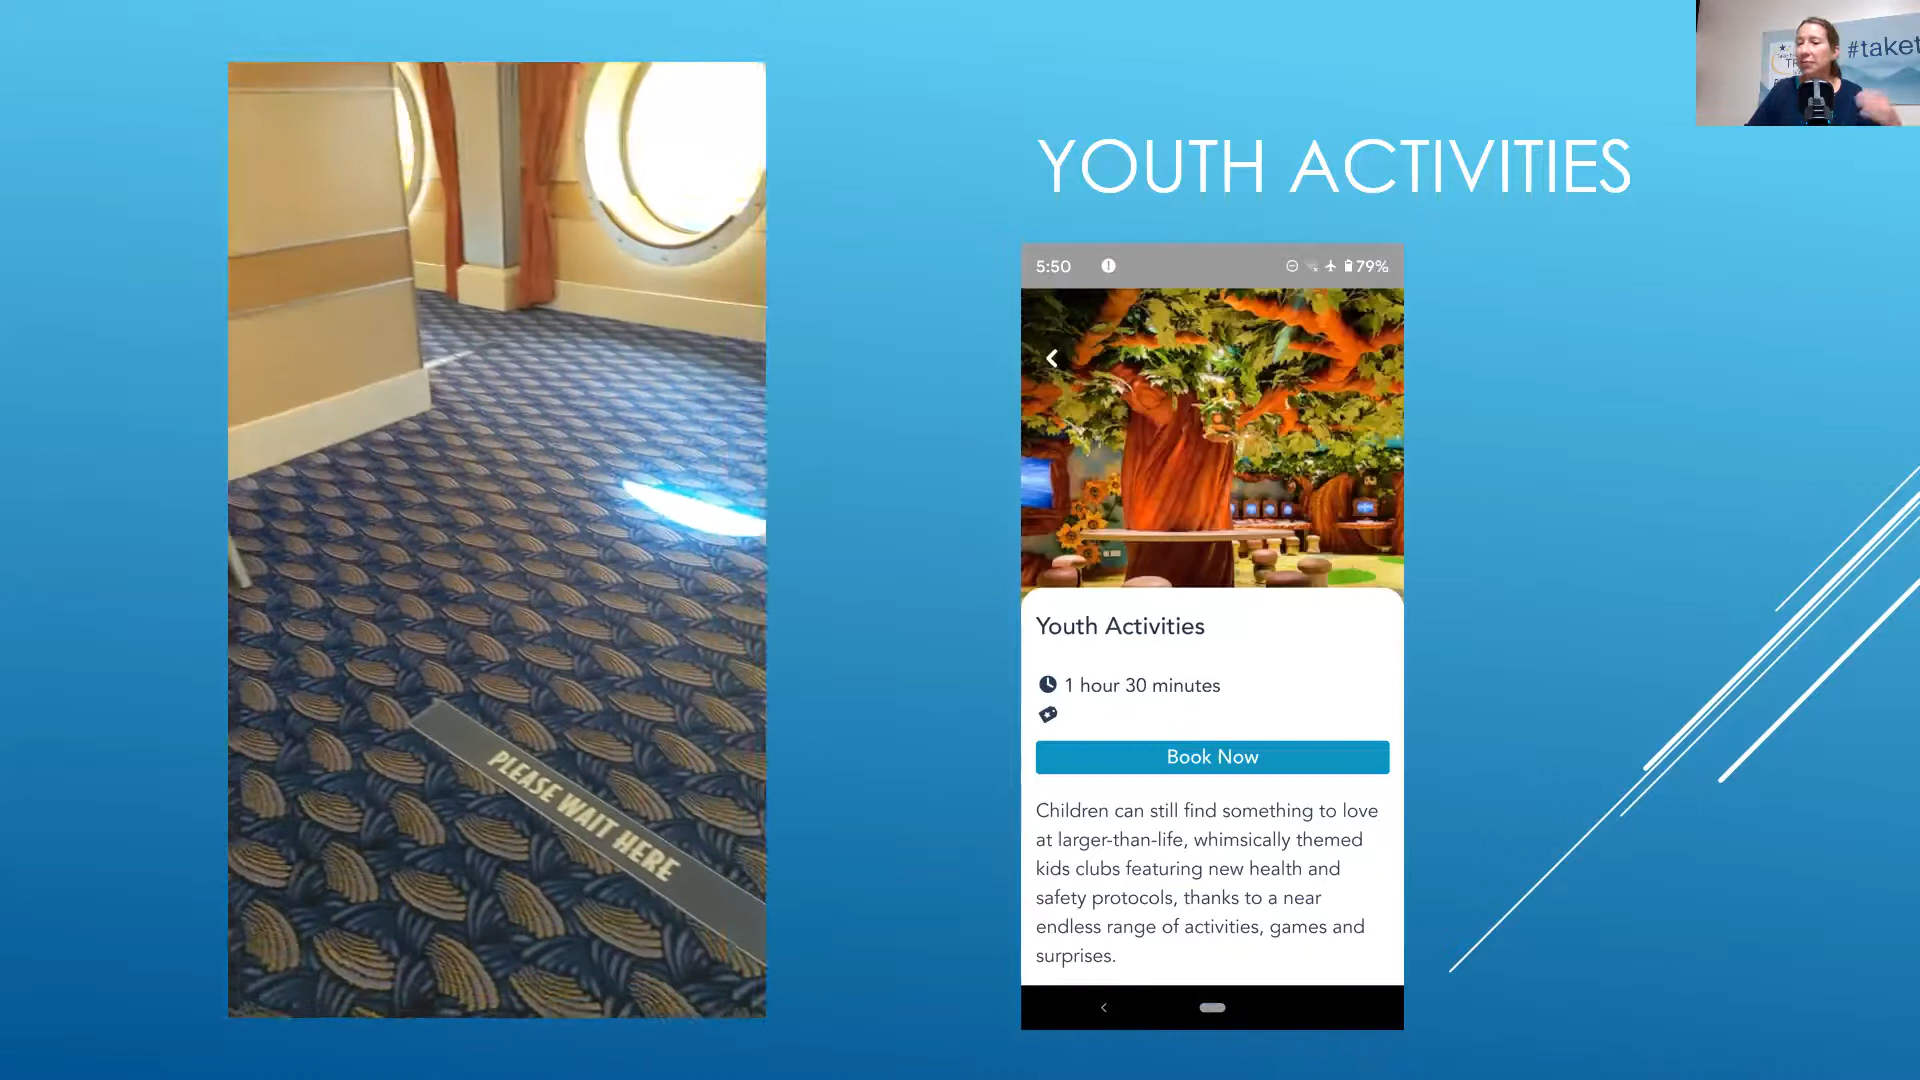 #taket
TR
YOUTH ACTIVITIES
PLEASE WAIT HERE
5:50
79%
Youth Activities
1 hour 30 minutes
Book Now
Children can still find something to love
at larger-than-life, whimsically themed
kids clubs featuring new health and
safety protocols, thanks to a near
endless range of activities, games and
surprises.